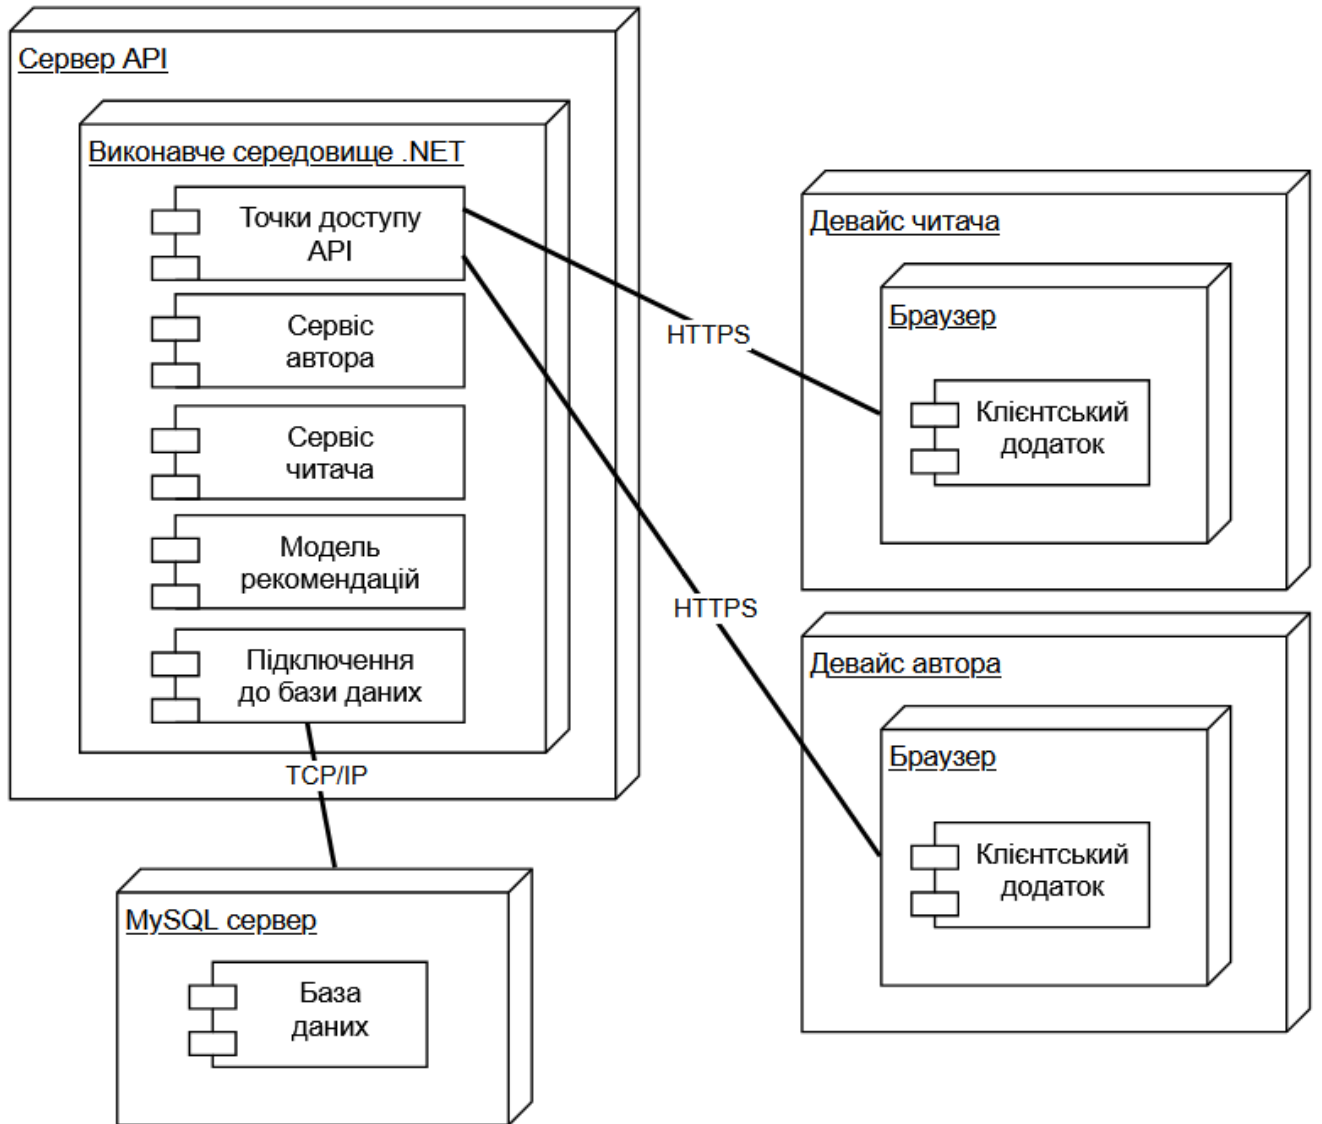 Сервер API
Виконавче середовище .NET
Точки доступу
API
Сервіс
автора
Сервіс
читача
Модель
рекомендацій
Підключення
до бази даних
TCP/IP
MySQL сервер
База
даних
HTTPS
HTTPS
Девайс читача
Браузер
Клієнтський
додаток
Девайс автора
Браузер
Клієнтський
додаток